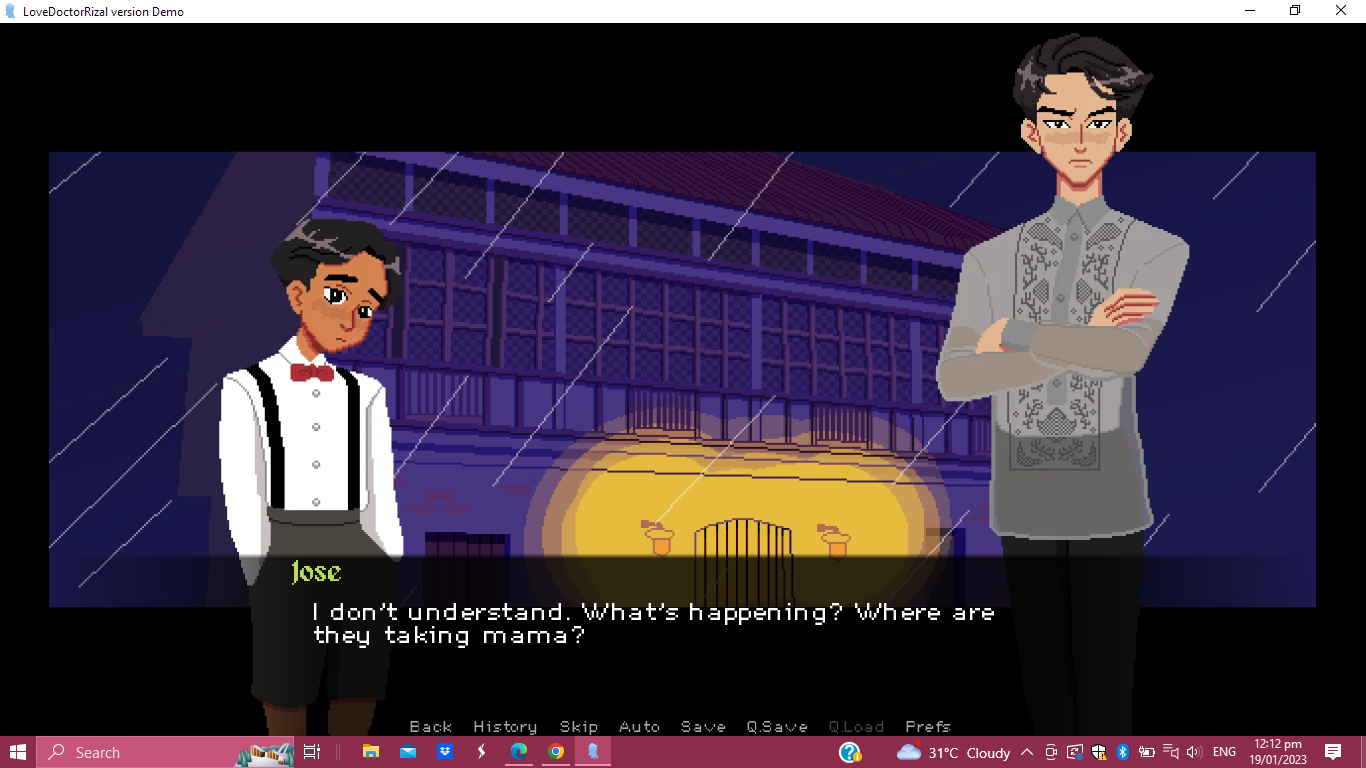 LoveDoctorRizal version Demo
Jose
I don't understand. What's happening? Where are
they taking mama?
Back History Skip Auto Save Q.Save Q.Load Prefs
Search
31°C Cloudy
ENG
12:12 pm
19/01/2023